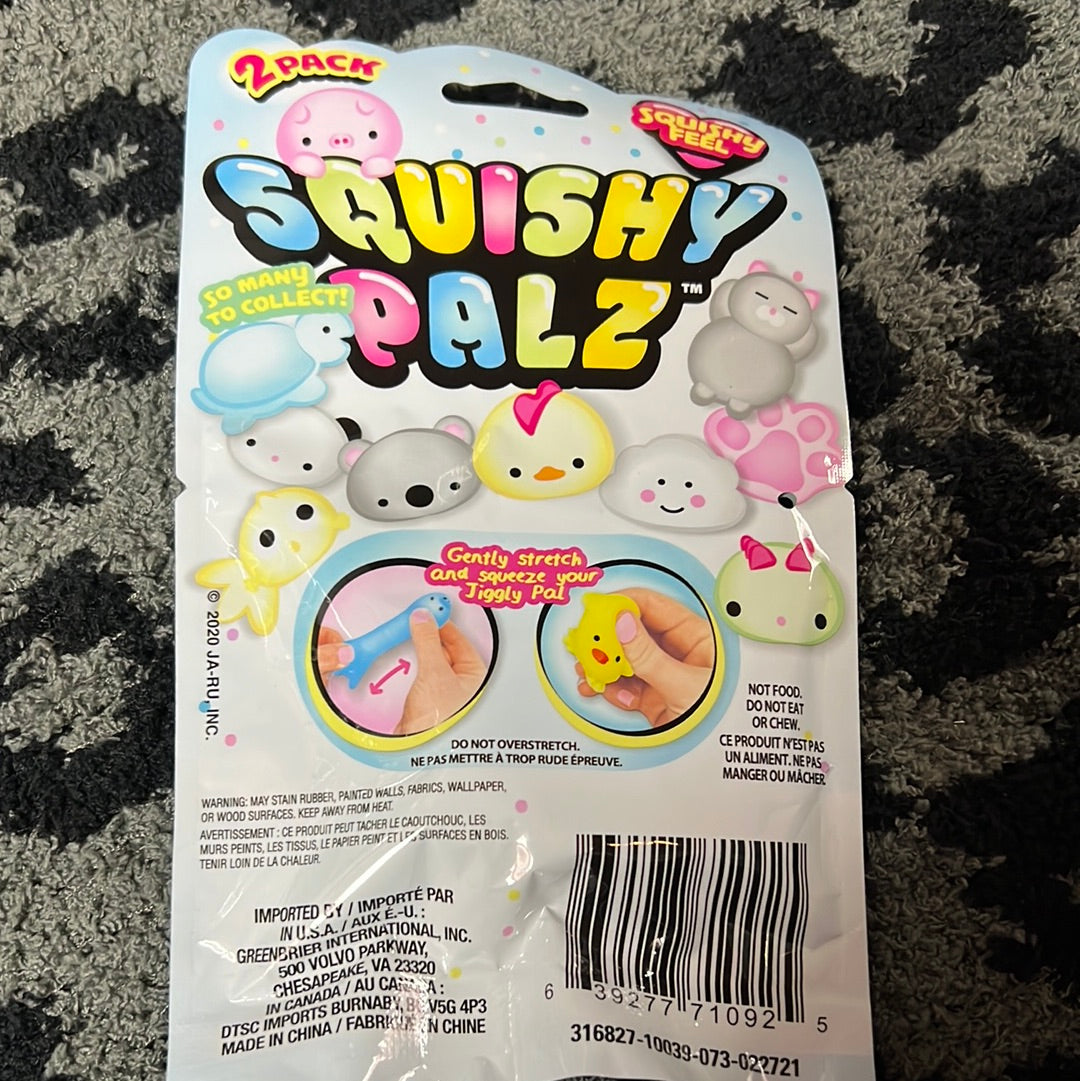 2 PACK
SQUISHY FEEL
SQUISHY
PALZ™
SO MANY
TO COLLECT!
Gently stretch
and squeeze your
Jiggly Pal
© 2020 JA-RU, INC.
DO NOT OVERSTRETCH.
NE PAS METTRE À TROP RUDE ÉPREUVE.
NOT FOOD.
DO NOT EAT
OR CHEW.
CE PRODUIT N'EST PAS
UN ALIMENT. NE PAS
MANGER OU MÂCHER
WARNING: MAY STAIN RUBBER, PAINTED WALLS, FABRICS, WALLPAPER,
OR WOOD SURFACES. KEEP AWAY FROM HEAT.
AVERTISSEMENT : CE PRODUIT PEUT TACHER LE CAOUTCHOUC, LES
MURS PEINTS, LES TISSUS, LE PAPIER PEINT ET LES SURFACES EN BOIS.
TENIR LOIN DE LA CHALEUR.
IMPORTED BY / IMPORTÉ PAR
IN U.S.A. / AUX É.-U. :
GREENBRIER INTERNATIONAL, INC.
500 VOLVO PARKWAY,
CHESAPEAKE, VA 23320
IN CANADA / AU CANADA :
DTSC IMPORTS BURNABY, V5G 4P3
MADE IN CHINA / EN CHINE
6 39277 71092 5
316827-10039-073-022721